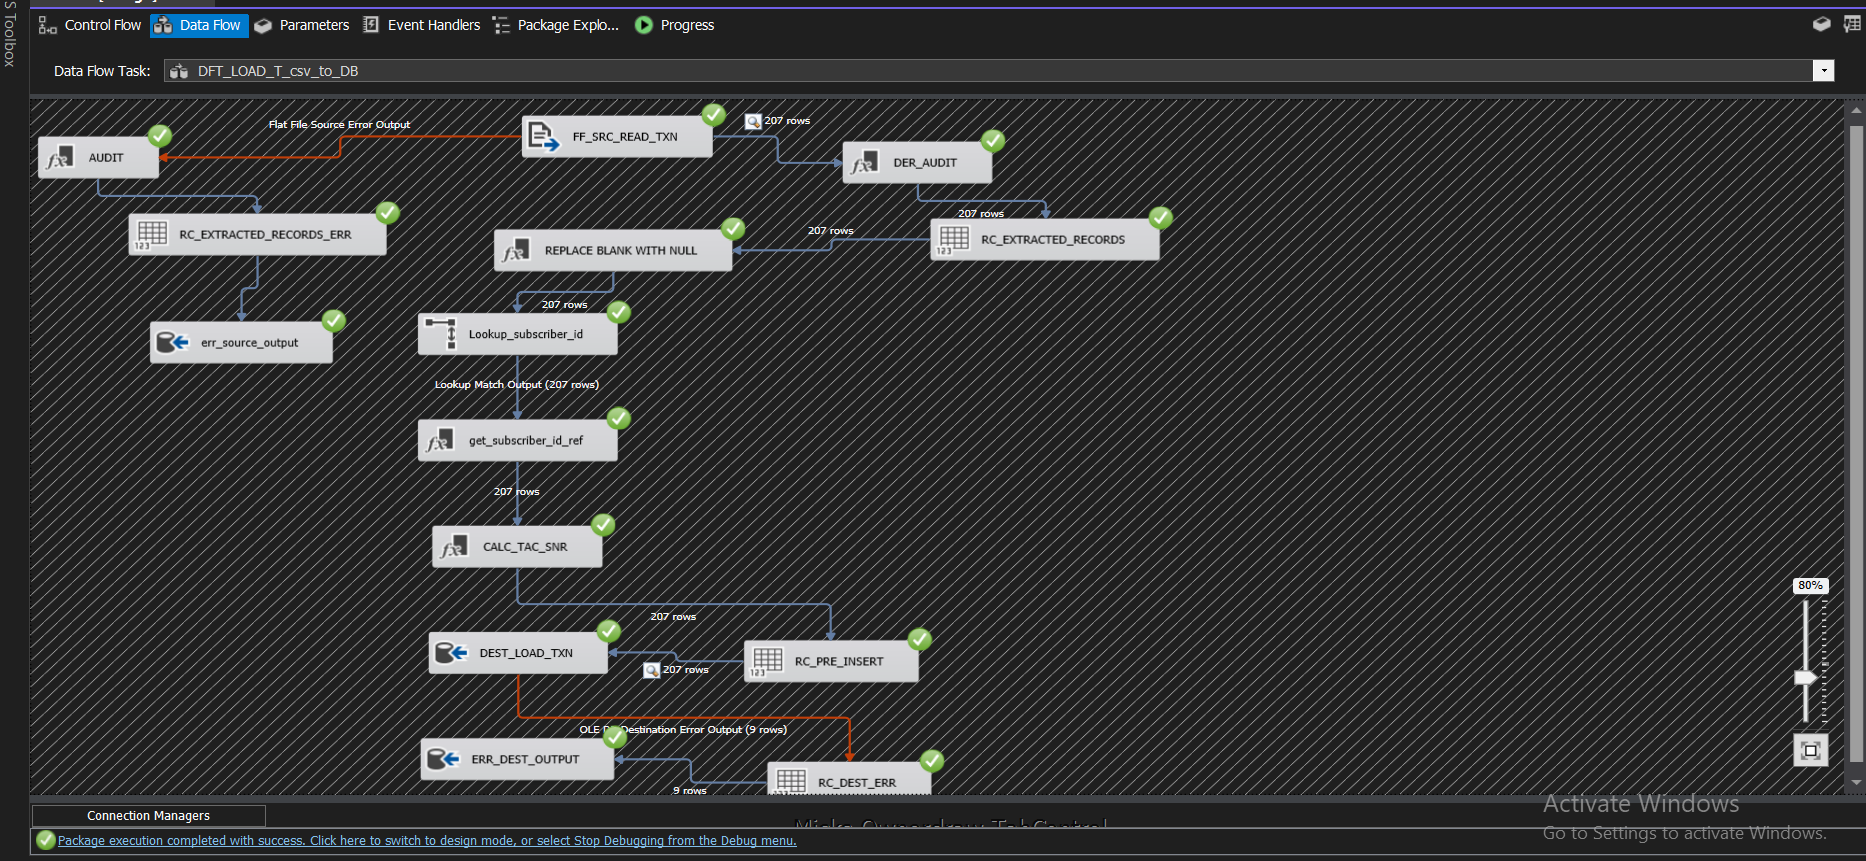 S Toolbox
Control Flow
Data Flow
Parameters
Event Handlers
Package Explo...
Progress
Data Flow Task:
DFT_LOAD_T_csv_to_DB
Flat File Source Error Output
FF_SRC_READ_TXN
207 rows
AUDIT
DER_AUDIT
207 rows
RC_EXTRACTED_RECORDS_ERR
REPLACE BLANK WITH NULL
207 rows
RC_EXTRACTED_RECORDS
207 rows
Lookup_subscriber_id
err_source_output
Lookup Match Output (207 rows)
get_subscriber_id_ref
207 rows
CALC_TAC_SNR
80%
207 rows
DEST_LOAD_TXN
207 rows
RC_PRE_INSERT
OLE D Destination Error Output (9 rows)
ERR_DEST_OUTPUT
9 rows
RC_DEST_ERR
Connection Managers
Activate Windows
Go to Settings to activate Windows.
Package execution completed with success. Click here to switch to design mode, or select Stop Debugging from the Debug menu.